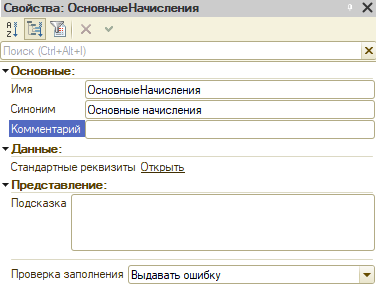 Свойства: ОсновныеНачисления
Поиск (Ctrl+Alt+I)
Основные:
Имя ОсновныеНачисления
Синоним Основные начисления
Комментарий
Данные:
Стандартные реквизиты Открыть
Представление:
Подсказка
Проверка заполнения Выдавать ошибку